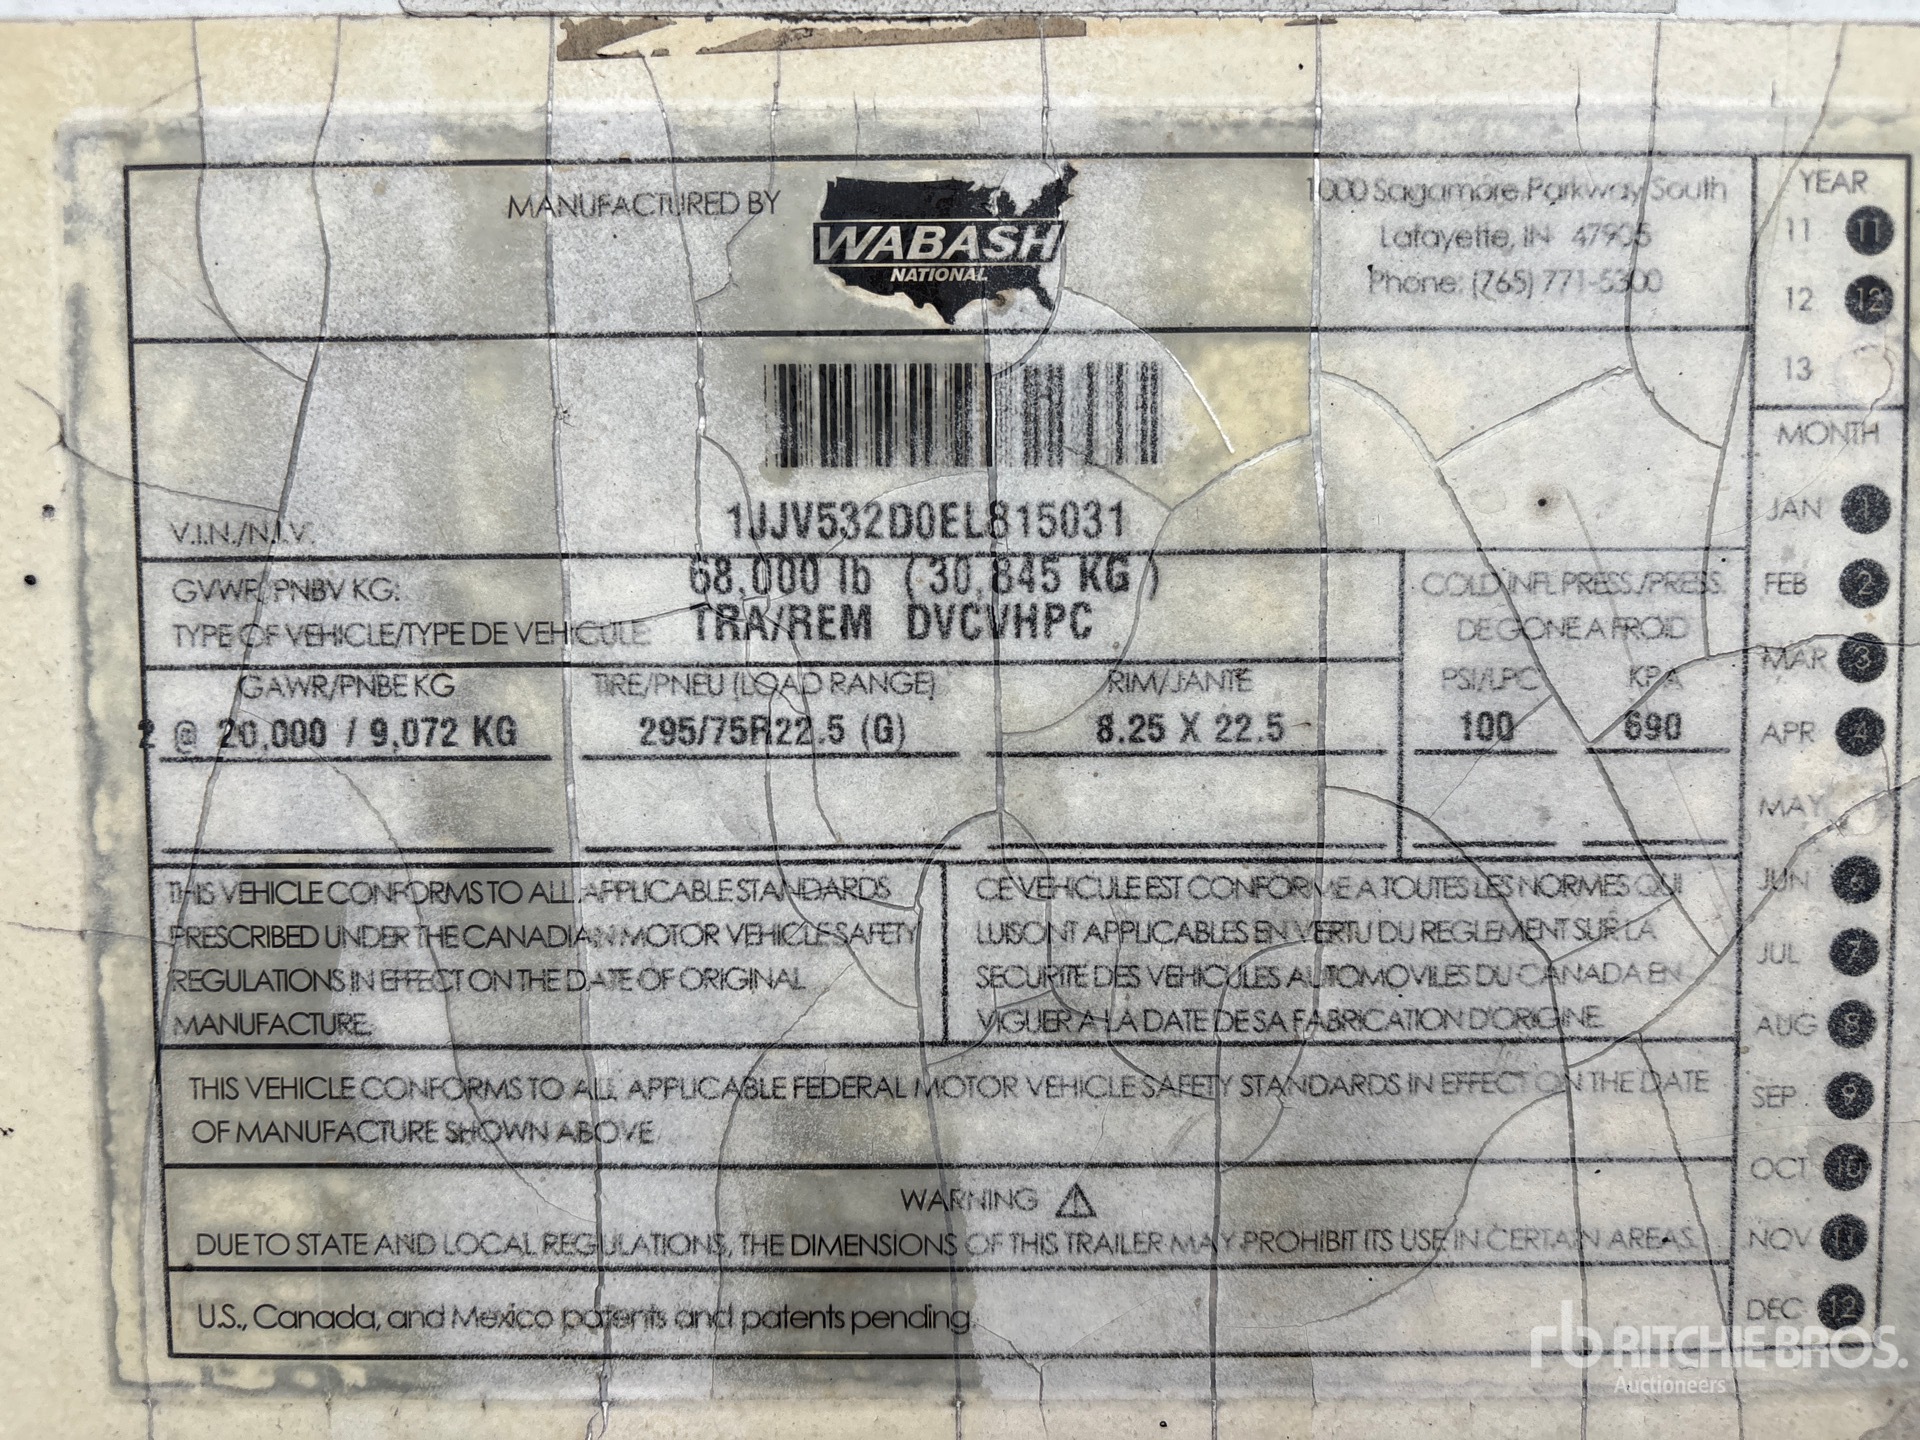 MANUFACTURED BY
WABASH
NATIONAL
1000 Sagamore Parkway South
Lafayette, IN 47905
Phone: (765) 771-5300
YEAR
11 11
12 12
13
V.I.N./N.I.V.
1JJV532D0EL815031
GVWR/PNBV KG:
68,000 lb (30,845 KG )
TYPE OF VEHICLE/TYPE DE VEHICULE
TRA/REM DVCVHPC
COLD INFL PRESS./PRESS.
DE GONE A FROID
GAWR/PNBE KG
TIRE/PNEU (LOAD RANGE)
RIM/JANTE
PSI/LPC
KPA
2 @ 20,000 / 9,072 KG
295/75R22.5 (G)
8.25 X 22.5
100
690
THIS VEHICLE CONFORMS TO ALL APPLICABLE STANDARDS
PRESCRIBED UNDER THE CANADIAN MOTOR VEHICLE SAFETY
REGULATIONS IN EFFECT ON THE DATE OF ORIGINAL
MANUFACTURE.
CE VEHICULE EST CONFORME A TOUTES LES NORMES QUI
LUI SONT APPLICABLES EN VERTU DU REGLEMENT SUR LA
SECURITE DES VEHICULES AUTOMOVILES DU CANADA EN
VIGUER A LA DATE DE SA FABRICATION D'ORIGINE
THIS VEHICLE CONFORMS TO ALL APPLICABLE FEDERAL MOTOR VEHICLE SAFETY STANDARDS IN EFFECT ON THE DATE
OF MANUFACTURE SHOWN ABOVE
WARNING
DUE TO STATE AND LOCAL REGULATIONS, THE DIMENSIONS OF THIS TRAILER MAY PROHIBIT ITS USE IN CERTAIN AREAS.
U.S., Canada, and Mexico patents and patents pending.
MONTH
JAN 1
FEB 2
MAR 3
APR 4
MAY
JUN 6
JUL 7
AUG 8
SEP 9
OCT 10
NOV 11
DEC 12
rb RITCHIE BROS.
Auctioneers